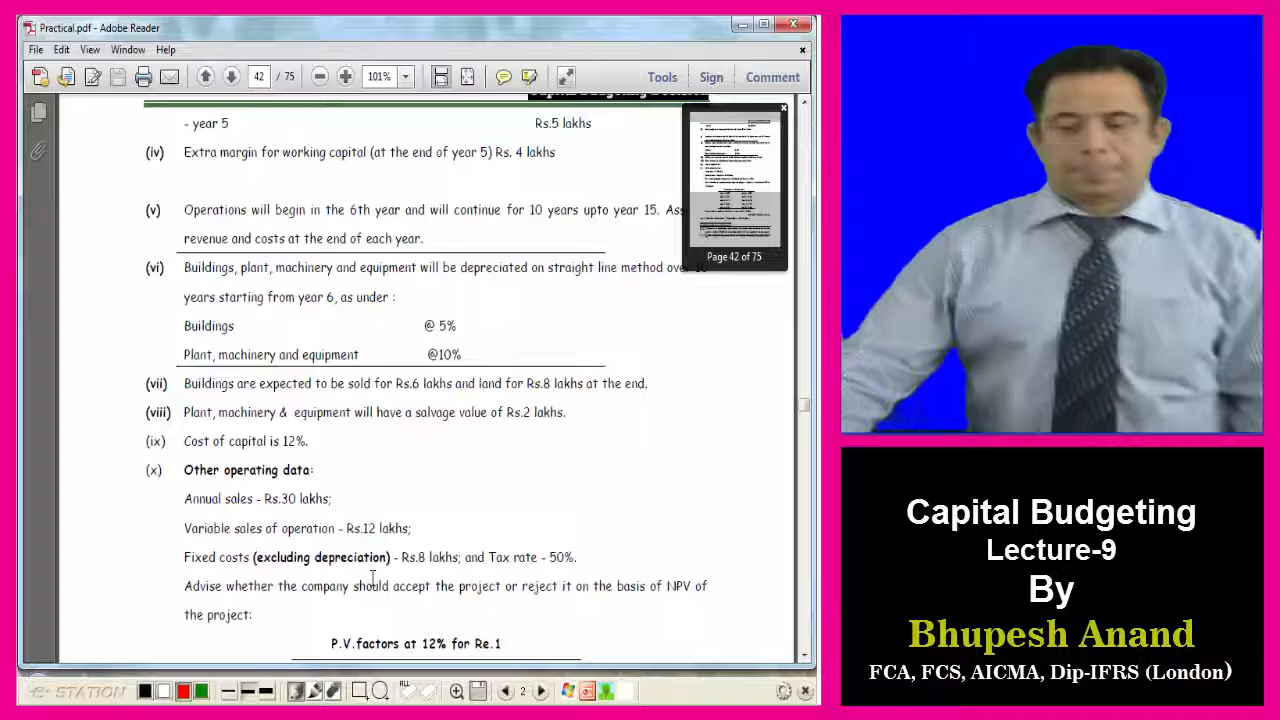 Practical.pdf - Adobe Reader
File Edit View Window Help
42 / 75 101% Tools Sign Comment
- year 5 Rs.5 lakhs
(iv) Extra margin for working capital (at the end of year 5) Rs. 4 lakhs
(v) Operations will begin in the 6th year and will continue for 10 years upto year 15.
revenue and costs at the end of each year.
(vi) Buildings, plant, machinery and equipment will be depreciated on straight line method over
years starting from year 6, as under :
Buildings @ 5%
Plant, machinery and equipment @10%
(vii) Buildings are expected to be sold for Rs.6 lakhs and land for Rs.8 lakhs at the end.
(viii) Plant, machinery & equipment will have a salvage value of Rs.2 lakhs.
(ix) Cost of capital is 12%.
(x) Other operating data:
Annual sales - Rs.30 lakhs;
Variable sales of operation - Rs.12 lakhs;
Fixed costs (excluding depreciation) - Rs.8 lakhs; and Tax rate - 50%.
Advise whether the company should accept the project or reject it on the basis of NPV of
the project:
P.V.factors at 12% for Re.1
Page 42 of 75
e-STATION 2
Capital Budgeting
Lecture-9
By
Bhupesh Anand
FCA, FCS, AICMA, Dip-IFRS (London)